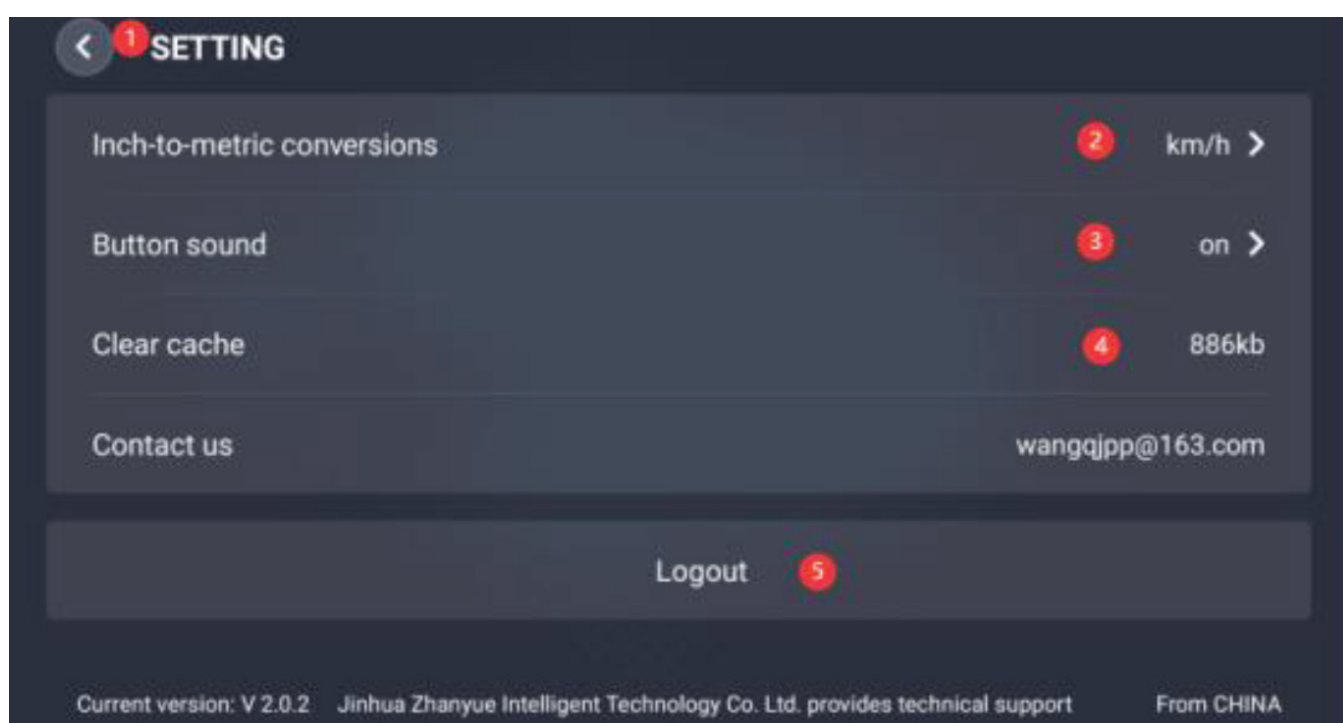 1 SETTING
Inch-to-metric conversions 2 km/h
Button sound 3 on
Clear cache 4 886kb
Contact us wangqjpp@163.com
Logout 5
Current version: V 2.0.2 Jinhua Zhanyue Intelligent Technology Co. Ltd. provides technical support From CHINA